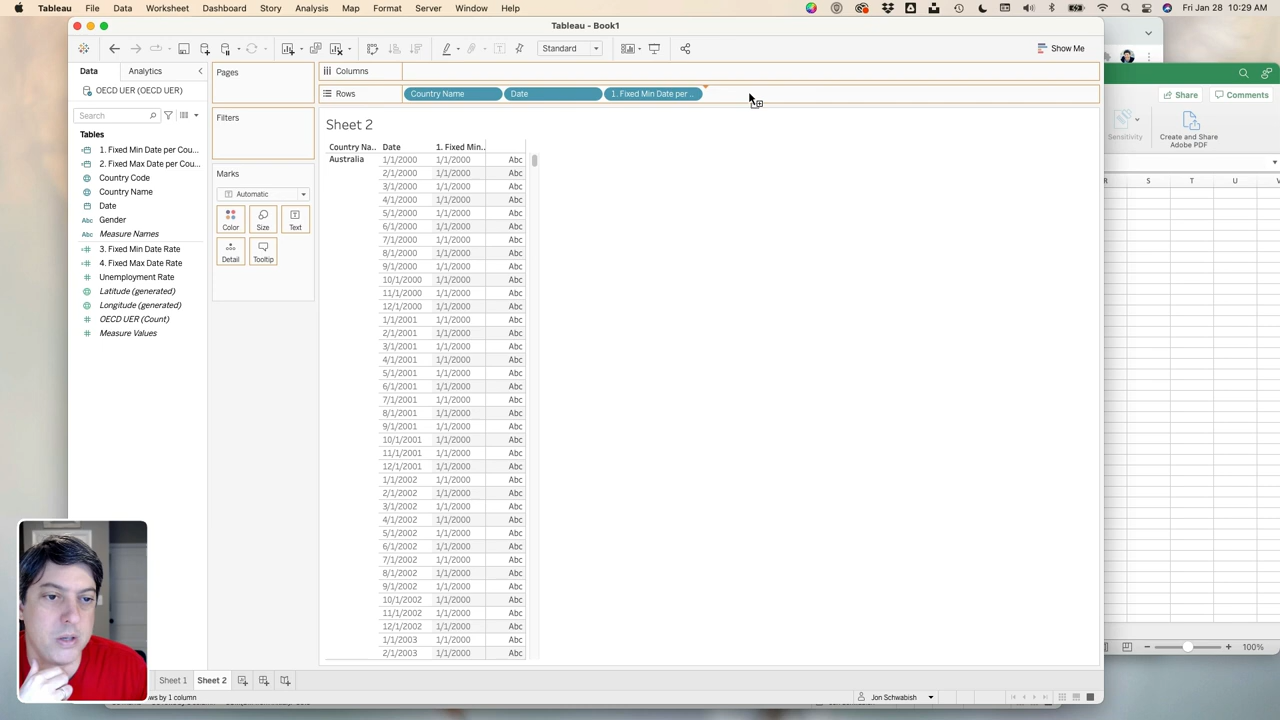 Tableau File Data Worksheet Dashboard Story Analysis Map Format Server Window Help Fri Jan 28 10:29 AM
Tableau - Book1
Standard Show Me
Data Analytics Pages Columns
OECD UER (OECD UER) Rows Country Name Date 1. Fixed Min Date per ..
Share Comments
Search
Sensitivity Create and Share Adobe PDF
Tables
Filters
Sheet 2
1. Fixed Min Date per Cou...
2. Fixed Max Date per Cou...
Country Code
Country Name
Date
Abc Gender
Abc Measure Names
3. Fixed Min Date Rate
4. Fixed Max Date Rate
Unemployment Rate
Latitude (generated)
Longitude (generated)
OECD UER (Count)
Measure Values
Marks
Automatic
Color Size Text
Detail Tooltip
Country Na.. Date 1. Fixed Min..
Australia 1/1/2000 1/1/2000 Abc
2/1/2000 1/1/2000 Abc
3/1/2000 1/1/2000 Abc
4/1/2000 1/1/2000 Abc
5/1/2000 1/1/2000 Abc
6/1/2000 1/1/2000 Abc
7/1/2000 1/1/2000 Abc
8/1/2000 1/1/2000 Abc
9/1/2000 1/1/2000 Abc
10/1/2000 1/1/2000 Abc
11/1/2000 1/1/2000 Abc
12/1/2000 1/1/2000 Abc
1/1/2001 1/1/2000 Abc
2/1/2001 1/1/2000 Abc
3/1/2001 1/1/2000 Abc
4/1/2001 1/1/2000 Abc
5/1/2001 1/1/2000 Abc
6/1/2001 1/1/2000 Abc
7/1/2001 1/1/2000 Abc
8/1/2001 1/1/2000 Abc
9/1/2001 1/1/2000 Abc
10/1/2001 1/1/2000 Abc
11/1/2001 1/1/2000 Abc
12/1/2001 1/1/2000 Abc
1/1/2002 1/1/2000 Abc
2/1/2002 1/1/2000 Abc
3/1/2002 1/1/2000 Abc
4/1/2002 1/1/2000 Abc
5/1/2002 1/1/2000 Abc
6/1/2002 1/1/2000 Abc
7/1/2002 1/1/2000 Abc
8/1/2002 1/1/2000 Abc
9/1/2002 1/1/2000 Abc
10/1/2002 1/1/2000 Abc
11/1/2002 1/1/2000 Abc
12/1/2002 1/1/2000 Abc
1/1/2003 1/1/2000 Abc
2/1/2003 1/1/2000 Abc
R S T U V
100%
Sheet 1 Sheet 2
rows by 1 column Jon Schwabish